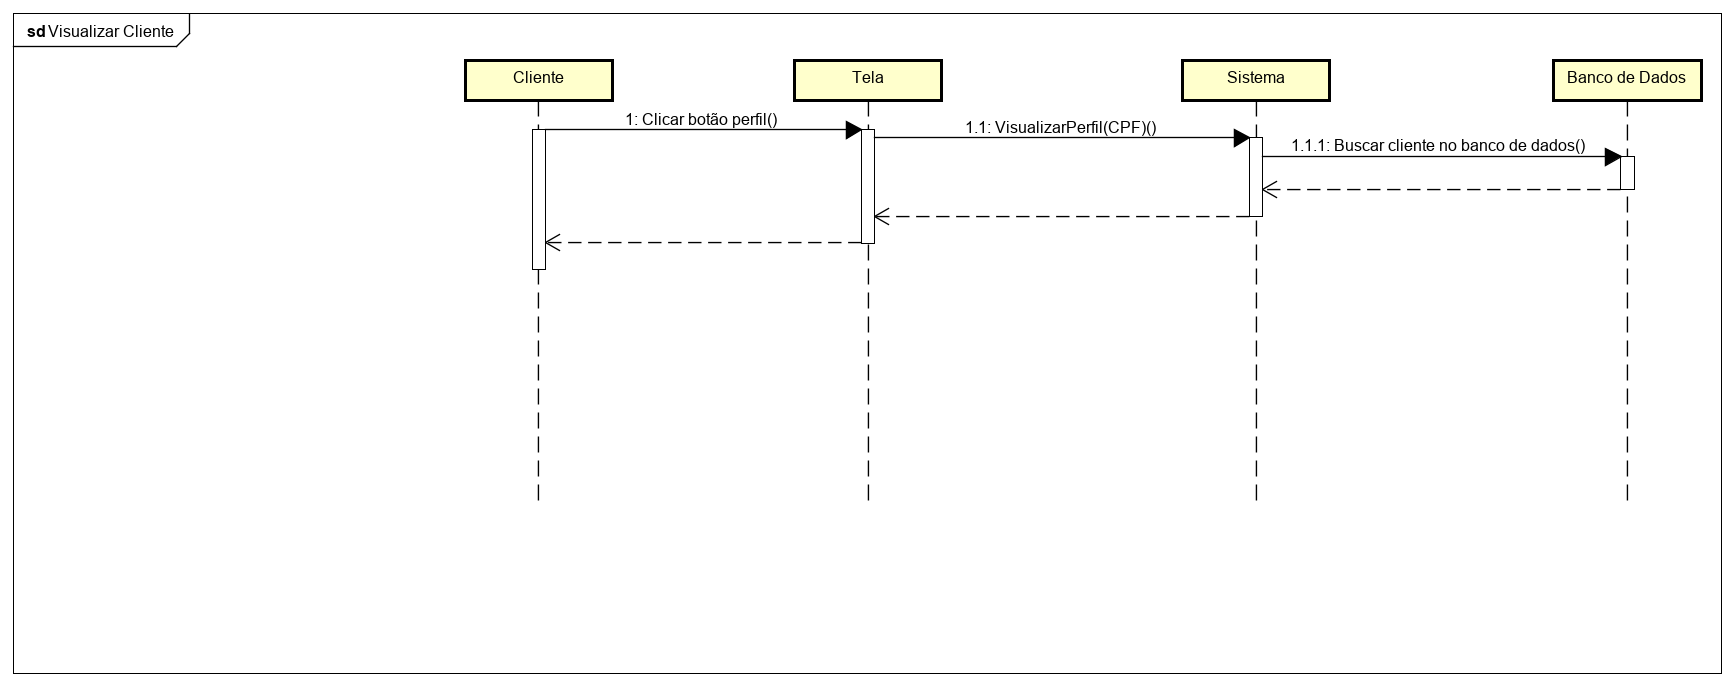 sd Visualizar Cliente
Cliente
Tela
Sistema
Banco de Dados
1: Clicar botão perfil()
1.1: VisualizarPerfil(CPF)()
1.1.1: Buscar cliente no banco de dados()